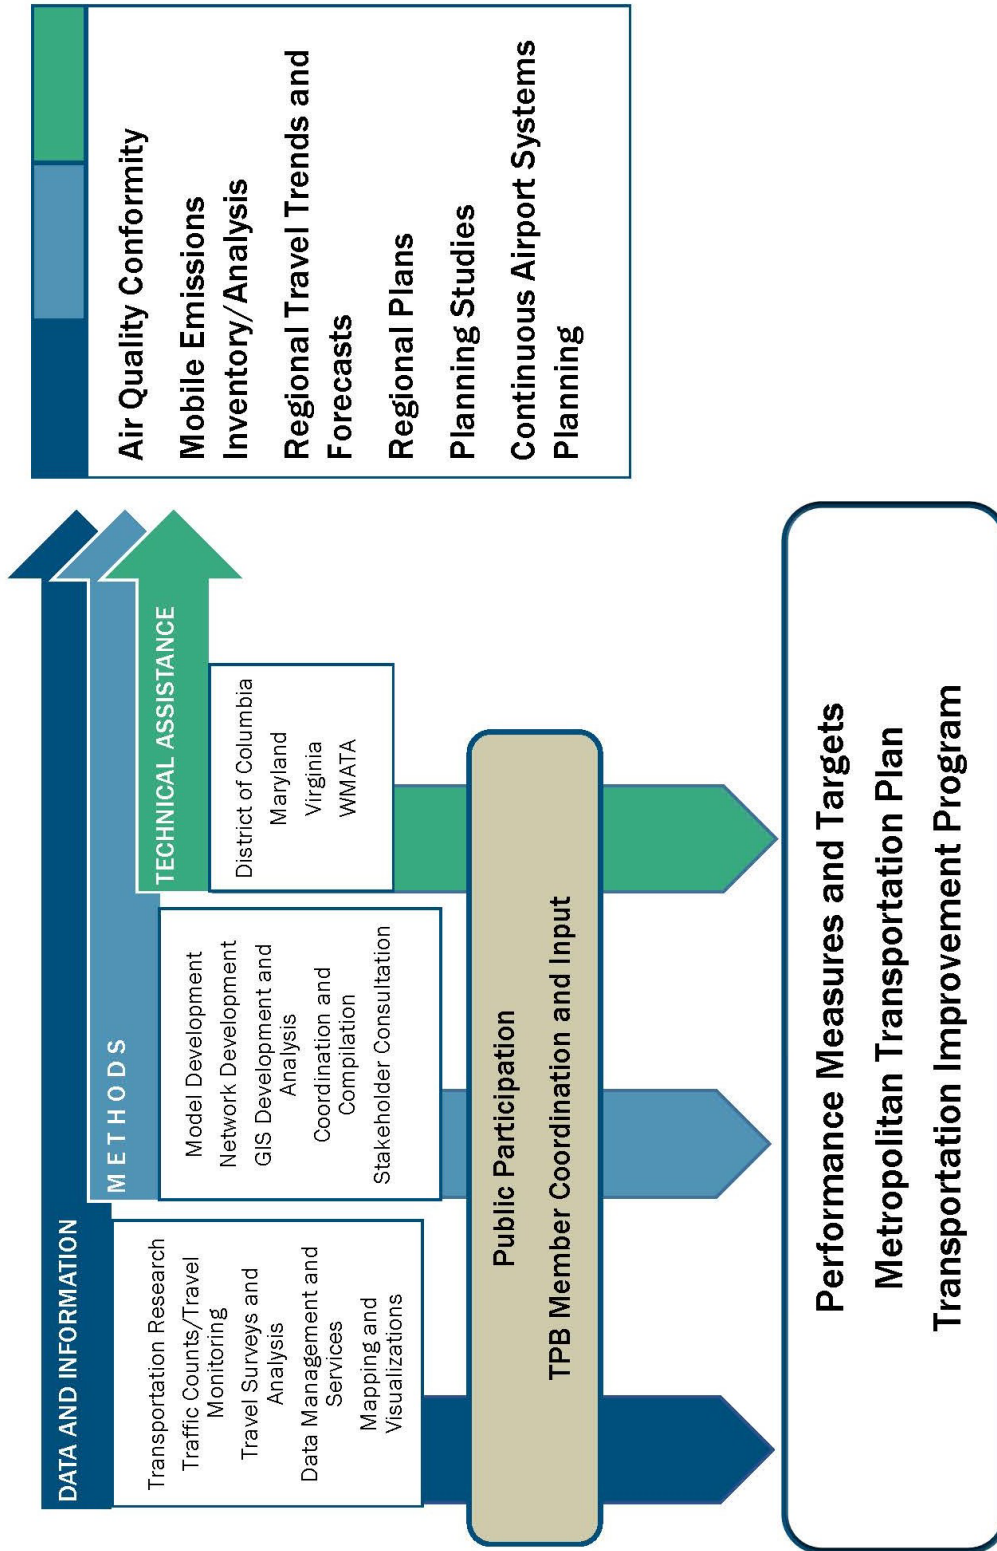 DATA AND INFORMATION
Transportation Research
Traffic Counts/Travel
Monitoring
Travel Surveys and
Analysis
Data Management and
Services
Mapping and
Visualizations
METHODS
Model Development
Network Development
GIS Development and
Analysis
Coordination and
Compilation
Stakeholder Consultation
TECHNICAL ASSISTANCE
District of Columbia
Maryland
Virginia
WMATA
Air Quality Conformity
Mobile Emissions
Inventory/Analysis
Regional Travel Trends and
Forecasts
Regional Plans
Planning Studies
Continuous Airport Systems
Planning
Public Participation
TPB Member Coordination and Input
Performance Measures and Targets
Metropolitan Transportation Plan
Transportation Improvement Program